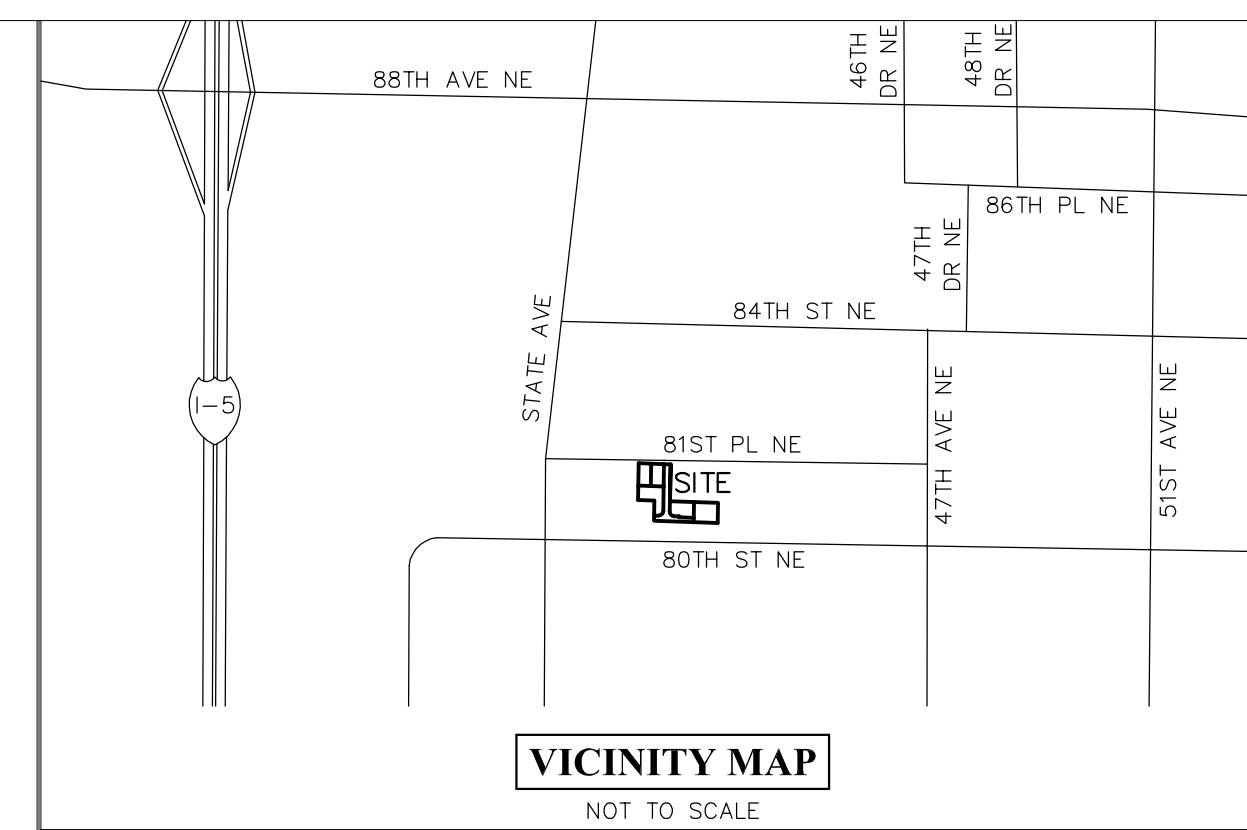 88TH AVE NE
46TH
DR NE
48TH
DR NE
86TH PL NE
47TH
DR NE
84TH ST NE
STATE AVE
I-5
81ST PL NE
SITE
47TH AVE NE
51ST AVE NE
80TH ST NE
VICINITY MAP
NOT TO SCALE